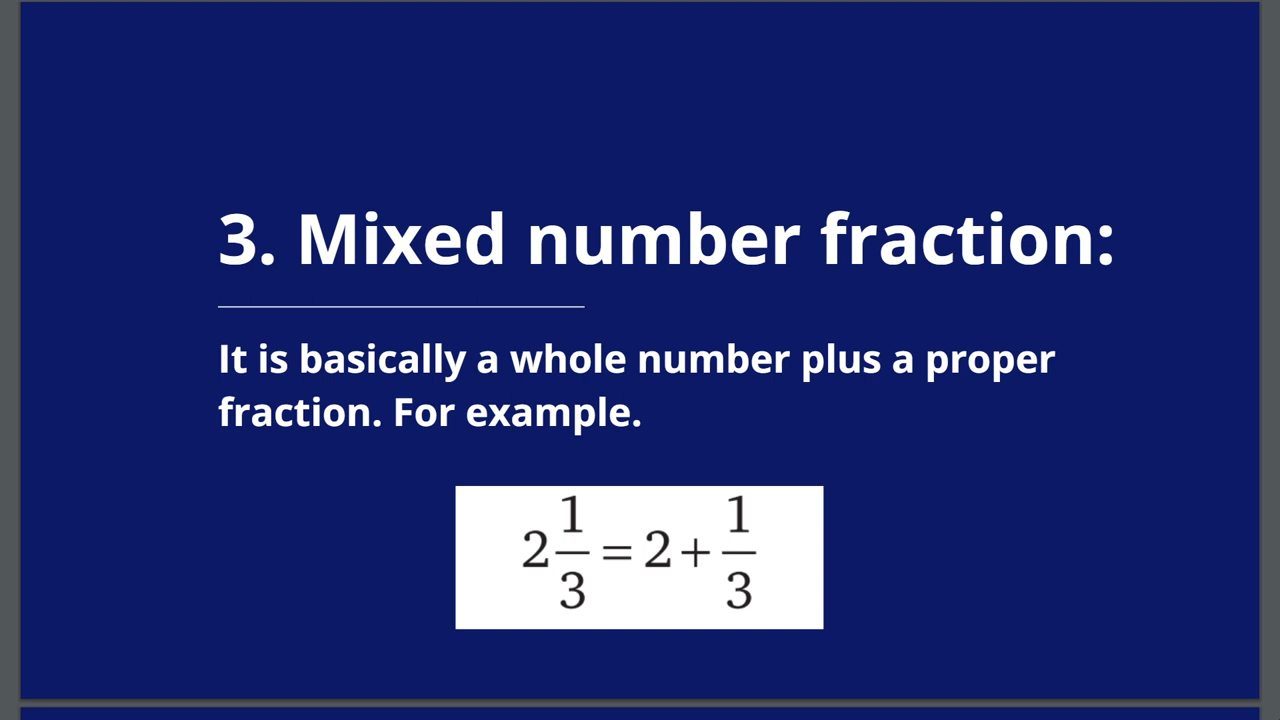 3. Mixed number fraction:
It is basically a whole number plus a proper
fraction. For example.
2 1/3 = 2 + 1/3